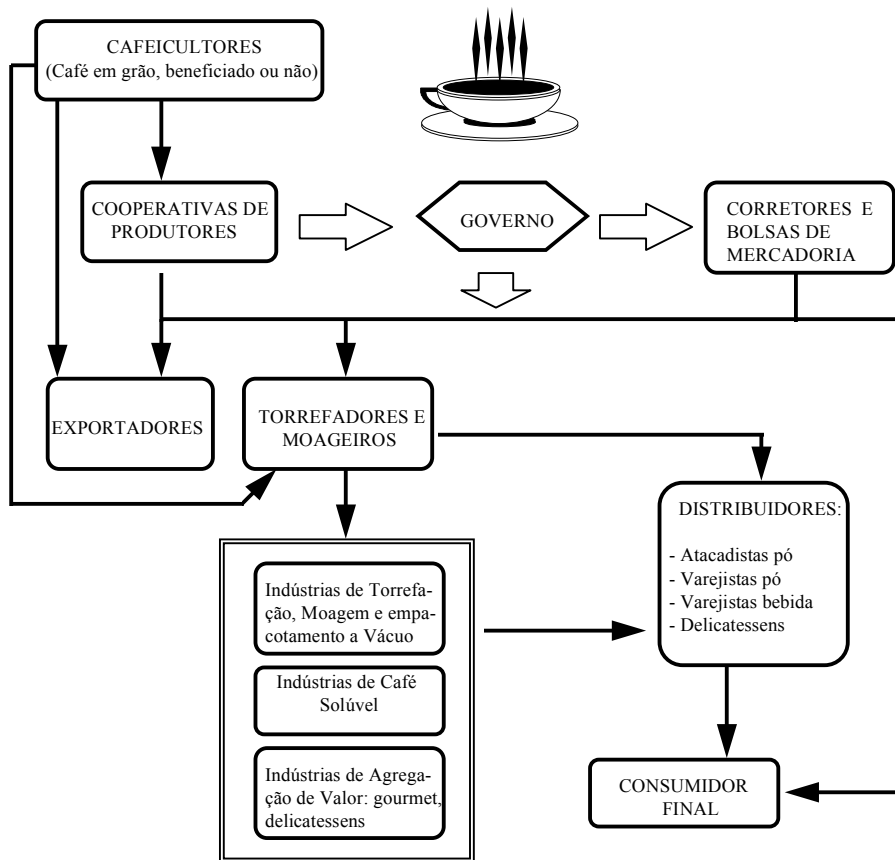 CAFEICULTORES
(Café em grão, beneficiado ou não)
COOPERATIVAS DE
PRODUTORES
GOVERNO
CORRETORES E
BOLSAS DE
MERCADORIA
EXPORTADORES
TORREFADORES E
MOAGEIROS
DISTRIBUIDORES:
- Atacadistas pó
- Varejistas pó
- Varejistas bebida
- Delicatessens
Indústrias de Torrefa-
ção, Moagem e empa-
cotamento a Vácuo
Indústrias de Café
Solúvel
Indústrias de Agrega-
ção de Valor: gourmet,
delicatessens
CONSUMIDOR
FINAL